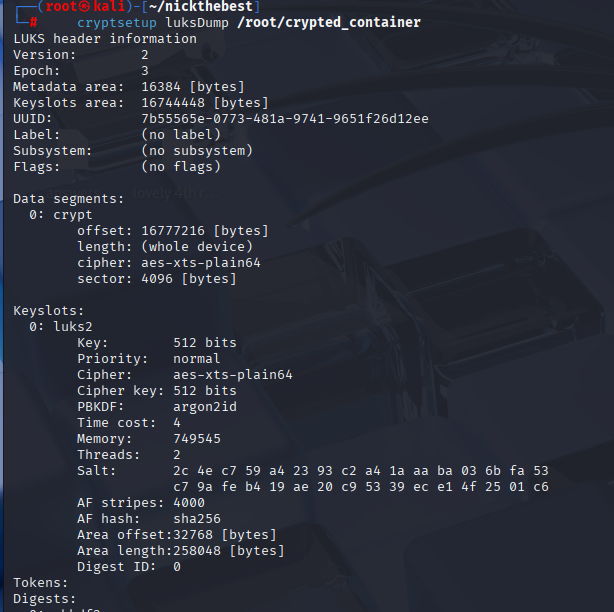 ┌──(root㉿kali)-[~/nickthebest]
└─# cryptsetup luksDump /root/crypted_container
LUKS header information
Version: 2
Epoch: 3
Metadata area: 16384 [bytes]
Keyslots area: 16744448 [bytes]
UUID: 7b55565e-0773-481a-9741-9651f26d12ee
Label: (no label)
Subsystem: (no subsystem)
Flags: (no flags)
Data segments:
0: crypt
offset: 16777216 [bytes]
length: (whole device)
cipher: aes-xts-plain64
sector: 4096 [bytes]
Keyslots:
0: luks2
Key: 512 bits
Priority: normal
Cipher: aes-xts-plain64
Cipher key: 512 bits
PBKDF: argon2id
Time cost: 4
Memory: 749545
Threads: 2
Salt: 2c 4e c7 59 a4 23 93 c2 a4 1a aa ba 03 6b fa 53
c7 9a fe b4 19 ae 20 c9 53 39 ec e1 4f 25 01 c6
AF stripes: 4000
AF hash: sha256
Area offset:32768 [bytes]
Area length:258048 [bytes]
Digest ID: 0
Tokens:
Digests: